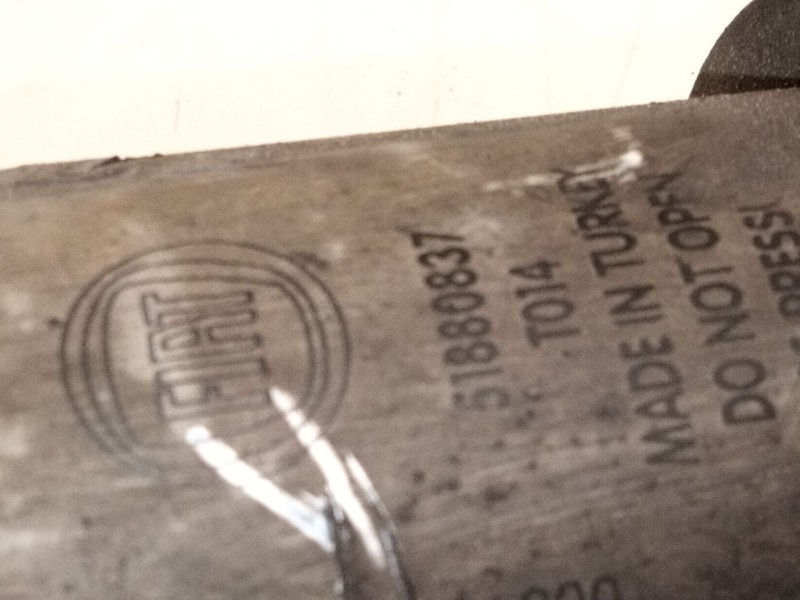 FIAT
51880837
T014
MADE IN TURKEY
DO NOT OPEN